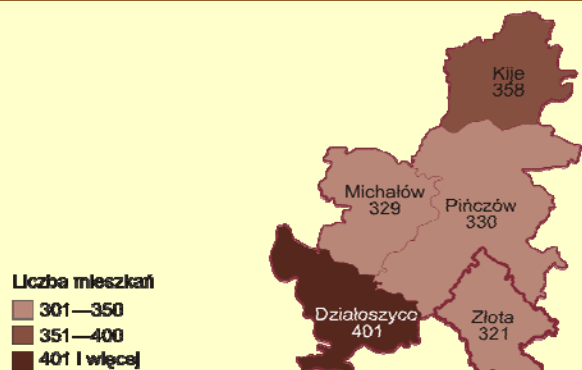 Kije
358
Michałów
329
Pińczów
330
Działoszyce
401
Złota
321
Liczba mieszkań
301—350
351—400
401 i więcej